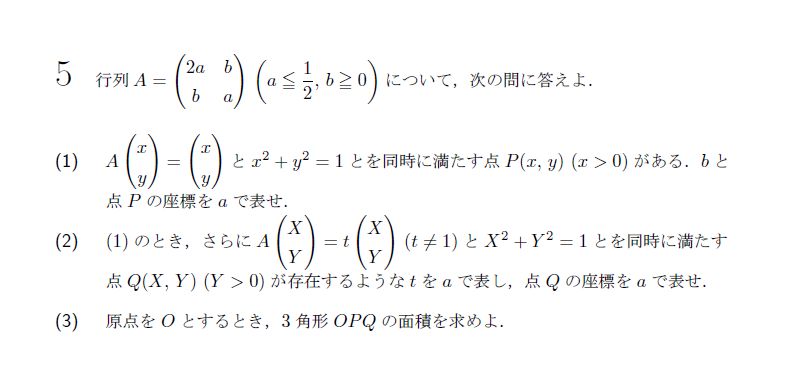 5 行列 A = \begin{pmatrix} 2a & b \\ b & a \end{pmatrix} \left( a ≦ \frac{1}{2}, b ≧ 0 \right) について，次の問に答えよ．
(1) A \begin{pmatrix} x \\ y \end{pmatrix} = \begin{pmatrix} x \\ y \end{pmatrix} と x^2 + y^2 = 1 とを同時に満たす点 P(x, y) (x > 0) がある．b と
点 P の座標を a で表せ．
(2) (1) のとき，さらに A \begin{pmatrix} X \\ Y \end{pmatrix} = t \begin{pmatrix} X \\ Y \end{pmatrix} (t ≠ 1) と X^2 + Y^2 = 1 とを同時に満たす
点 Q(X, Y) (Y > 0) が存在するような t を a で表し，点 Q の座標を a で表せ．
(3) 原点を O とするとき，3 角形 OPQ の面積を求めよ．